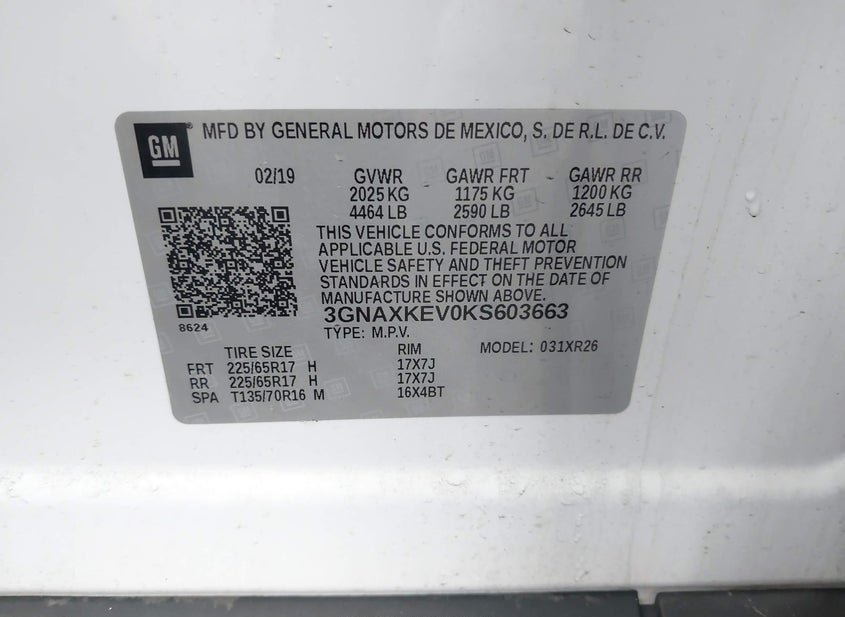 GM ® MFD BY GENERAL MOTORS DE MEXICO, S. DE R.L. DE C.V.
02/19 GVWR GAWR FRT GAWR RR
2025 KG 1175 KG 1200 KG
4464 LB 2590 LB 2645 LB
THIS VEHICLE CONFORMS TO ALL
APPLICABLE U.S. FEDERAL MOTOR
VEHICLE SAFETY AND THEFT PREVENTION
STANDARDS IN EFFECT ON THE DATE OF
MANUFACTURE SHOWN ABOVE.
3GNAXKEV0KS603663
8624
TYPE: M.P.V.
TIRE SIZE RIM MODEL: 031XR26
FRT 225/65R17 H 17X7J
RR 225/65R17 H 17X7J
SPA T135/70R16 M 16X4BT